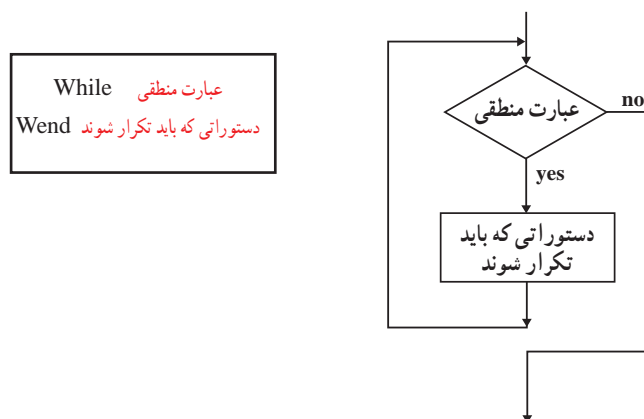 While عبارت منطقی
دستوراتی که باید تکرار شوند Wend
عبارت منطقی
no
yes
دستوراتی که باید
تکرار شوند